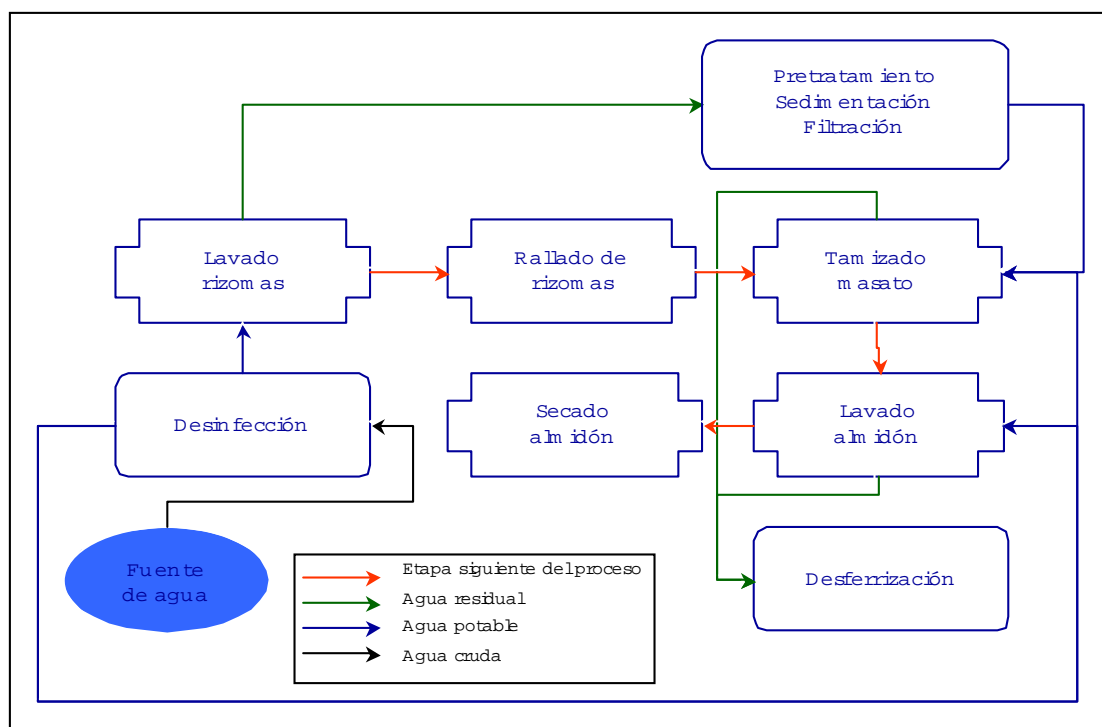 Pretratamiento
Sedimentación
Filtración
Lavado
rizomas
Rallado de
rizomas
Tamizado
masato
Desinfección
Secado
almidón
Lavado
almidón
Fuente
de agua
Etapa siguiente del proceso
Agua residual
Agua potable
Agua cruda
Desferrización